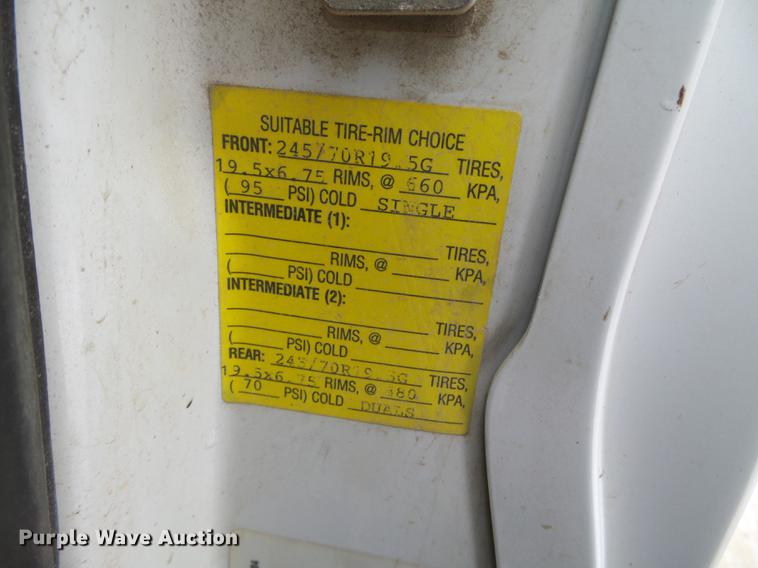 SUITABLE TIRE-RIM CHOICE
FRONT: 245/70R19.5G TIRES,
19.5x6.75 RIMS, @ 660 KPA,
( 95 PSI) COLD SINGLE
INTERMEDIATE (1):
TIRES,
RIMS, @ KPA,
( PSI) COLD
INTERMEDIATE (2):
TIRES,
RIMS, @ KPA,
( PSI) COLD
REAR: 245/70R19.5G TIRES,
19.5x6.75 RIMS, @ 480 KPA,
( 70 PSI) COLD DUALS
Purple Wave Auction